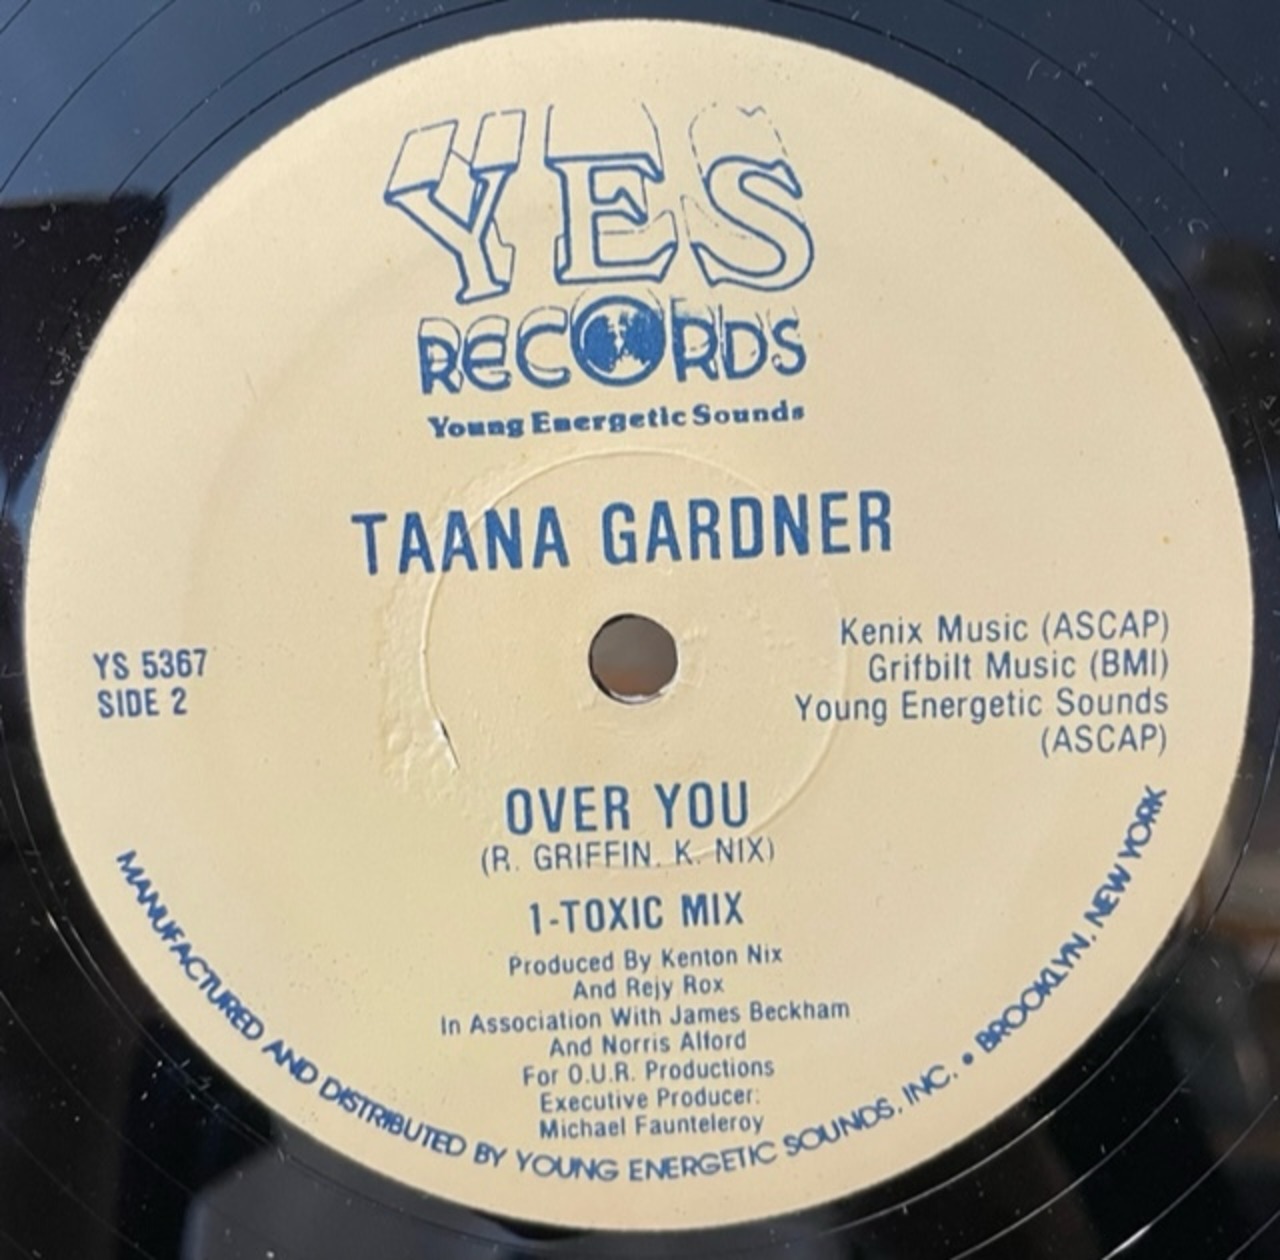 YES
RECORDS
Young Energetic Sounds
TAANA GARDNER
YS 5367
SIDE 2
Kenix Music (ASCAP)
Grifbilt Music (BMI)
Young Energetic Sounds
(ASCAP)
OVER YOU
(R. GRIFFIN. K. NIX)
1-TOXIC MIX
Produced By Kenton Nix
And Rejy Rox
In Association With James Beckham
And Norris Alford
For O.U.R. Productions
Executive Producer:
Michael Faunteleroy
MANUFACTURED AND DISTRIBUTED BY YOUNG ENERGETIC SOUNDS, INC. • BROOKLYN, NEW YORK